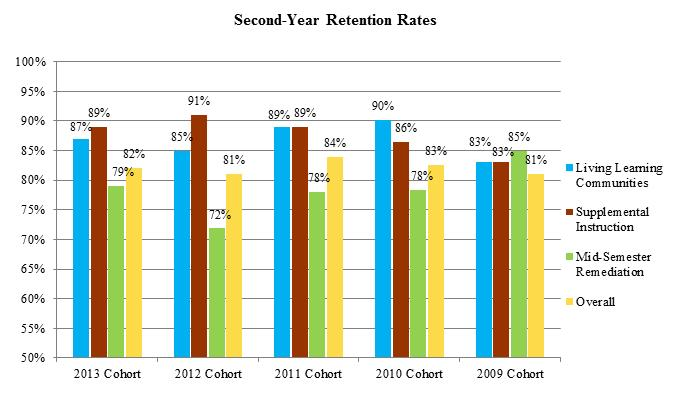 Second-Year Retention Rates
100%
95%
90%
85%
80%
75%
70%
65%
60%
55%
50%
87%
89%
79%
82%
85%
91%
72%
81%
89%
89%
78%
84%
90%
86%
78%
83%
83%
83%
85%
81%
2013 Cohort
2012 Cohort
2011 Cohort
2010 Cohort
2009 Cohort
Living Learning
Communities
Supplemental
Instruction
Mid-Semester
Remediation
Overall